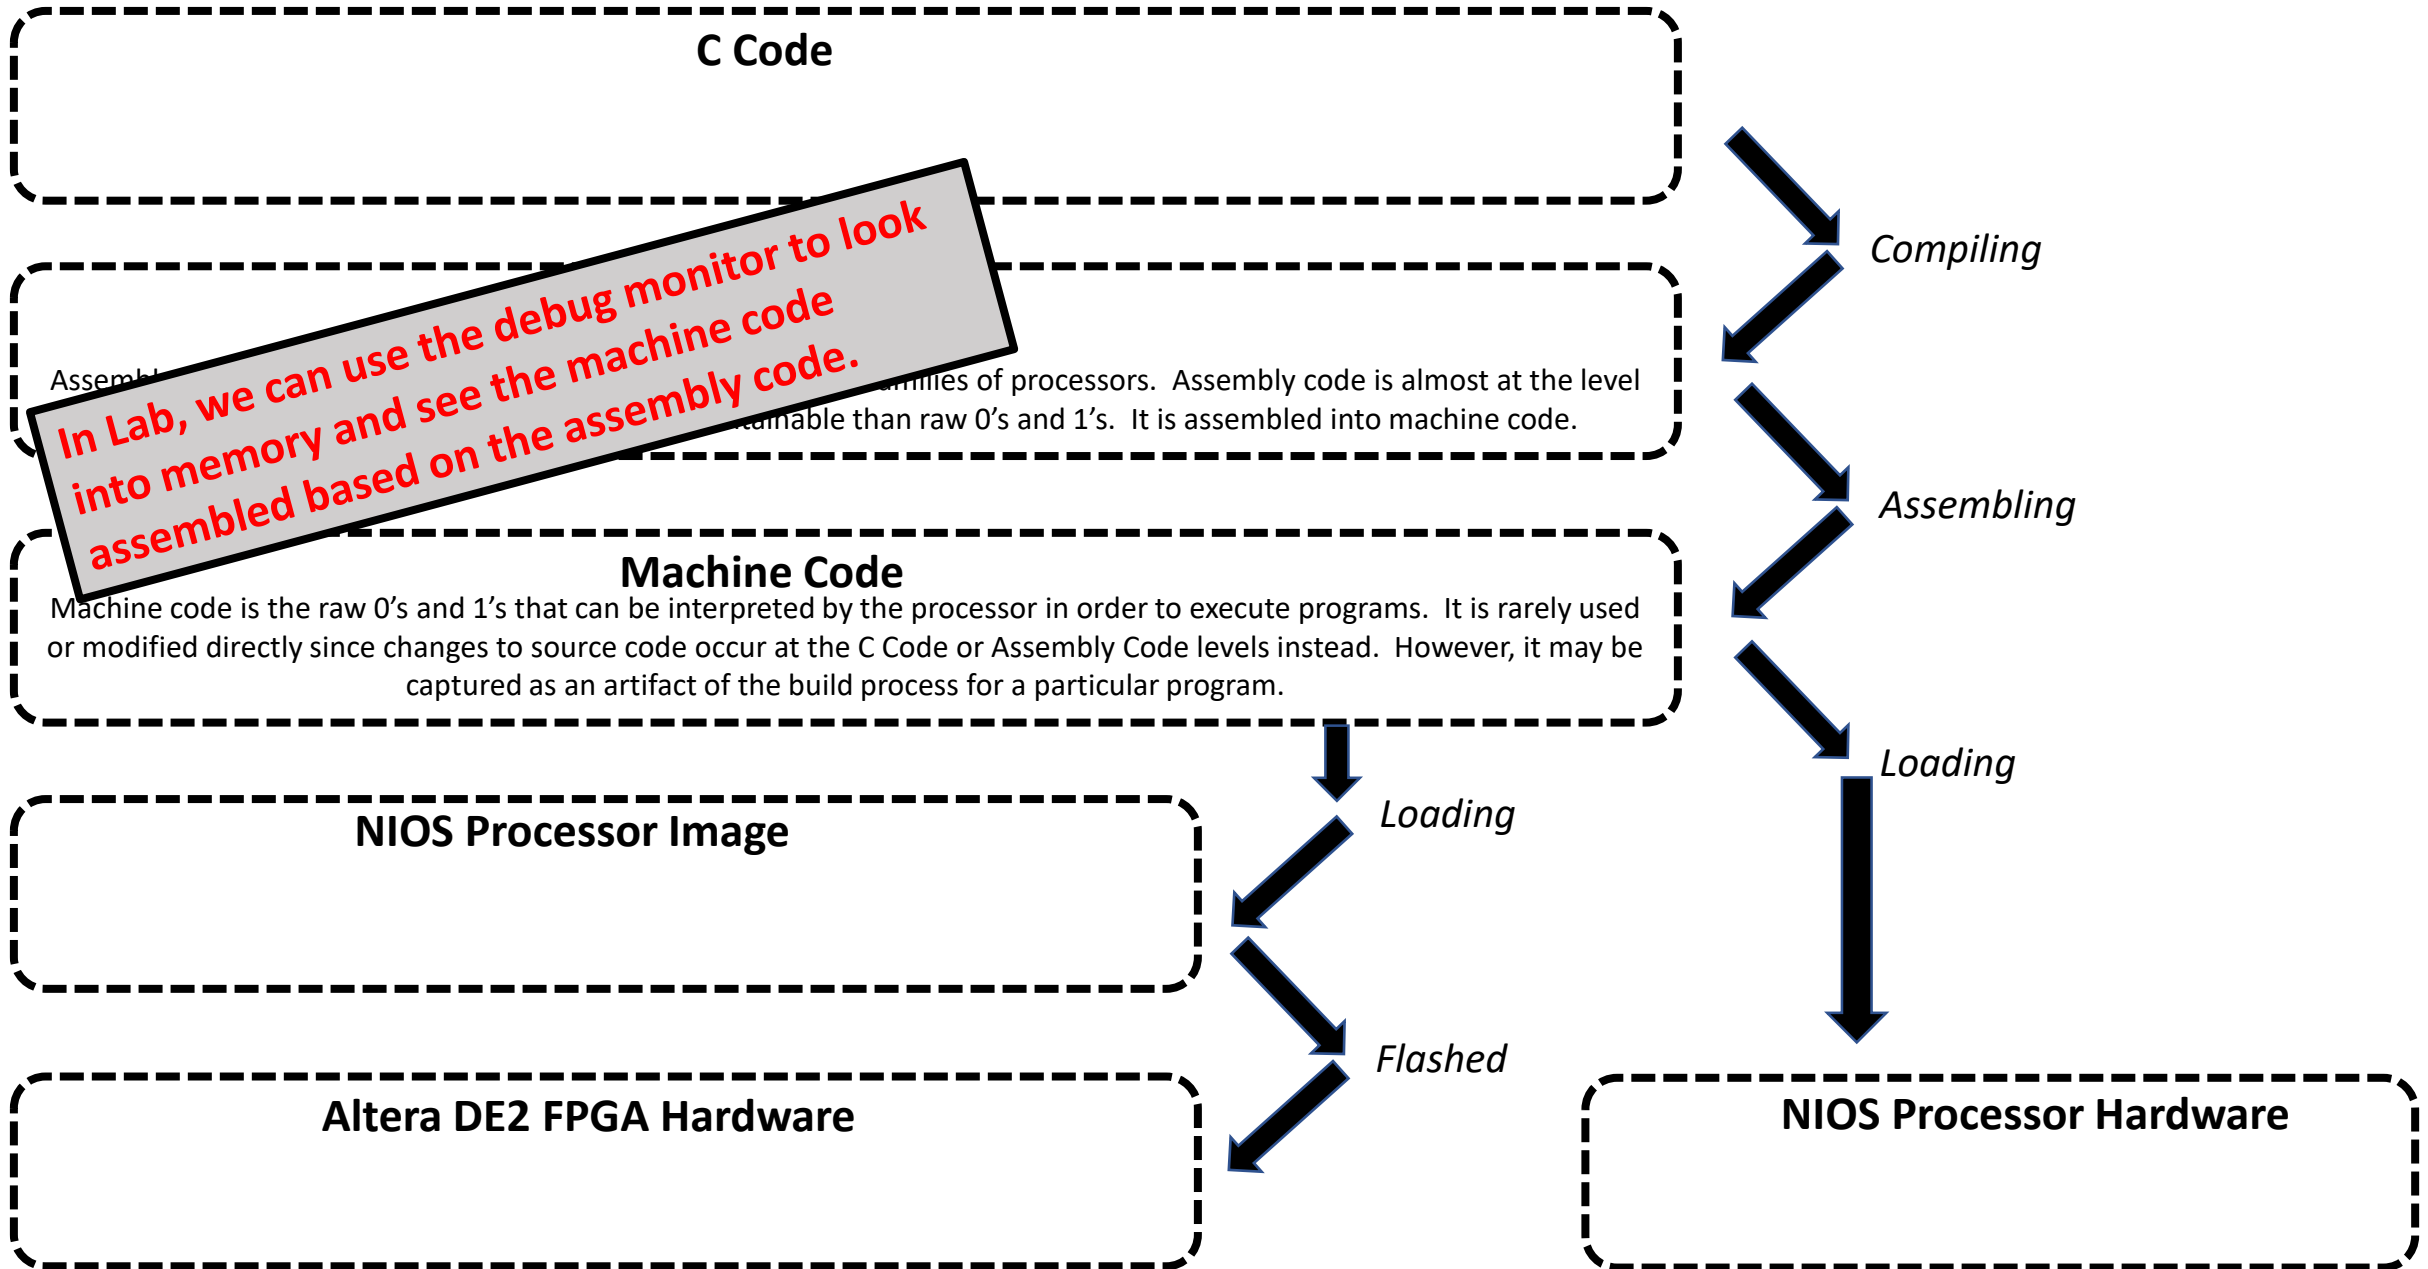 C Code
Compiling
In Lab, we can use the debug monitor to look
into memory and see the machine code
assembled based on the assembly code.
families of processors.  Assembly code is almost at the level
than raw 0's and 1's.  It is assembled into machine code.
Assembling
Machine Code
Machine code is the raw 0's and 1's that can be interpreted by the processor in order to execute programs.  It is rarely used
or modified directly since changes to source code occur at the C Code or Assembly Code levels instead.  However, it may be
captured as an artifact of the build process for a particular program.
Loading
Loading
NIOS Processor Image
Flashed
Altera DE2 FPGA Hardware
NIOS Processor Hardware